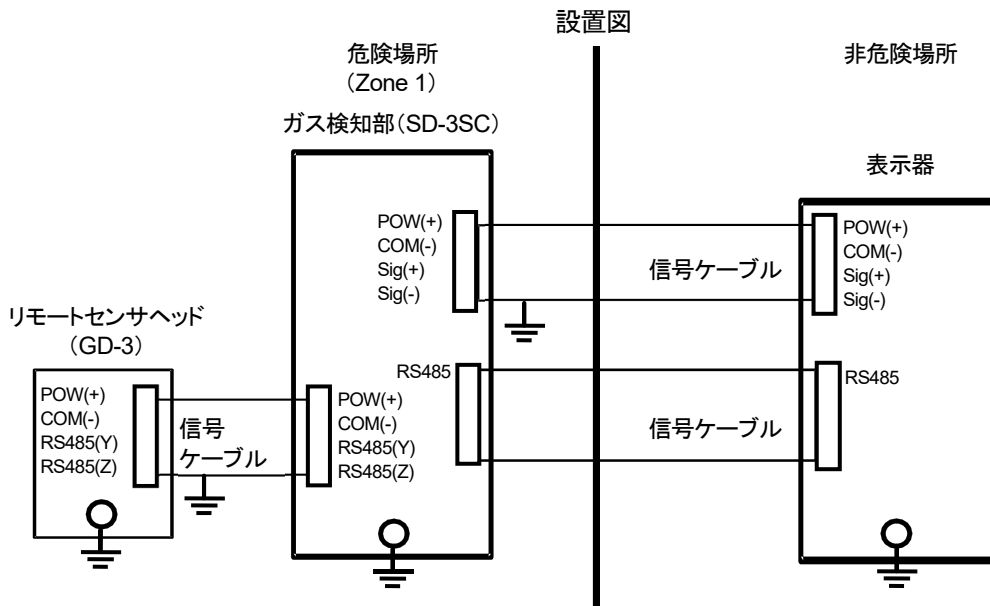 設置図
危険場所
（Zone 1）
非危険場所
ガス検知部（SD-3SC）
表示器
POW(+)
COM(-)
Sig(+)
Sig(-)
信号ケーブル
POW(+)
COM(-)
Sig(+)
Sig(-)
リモートセンサヘッド
（GD-3）
POW(+)
COM(-)
RS485(Y)
RS485(Z)
信号
ケーブル
POW(+)
COM(-)
RS485(Y)
RS485(Z)
RS485
信号ケーブル
RS485